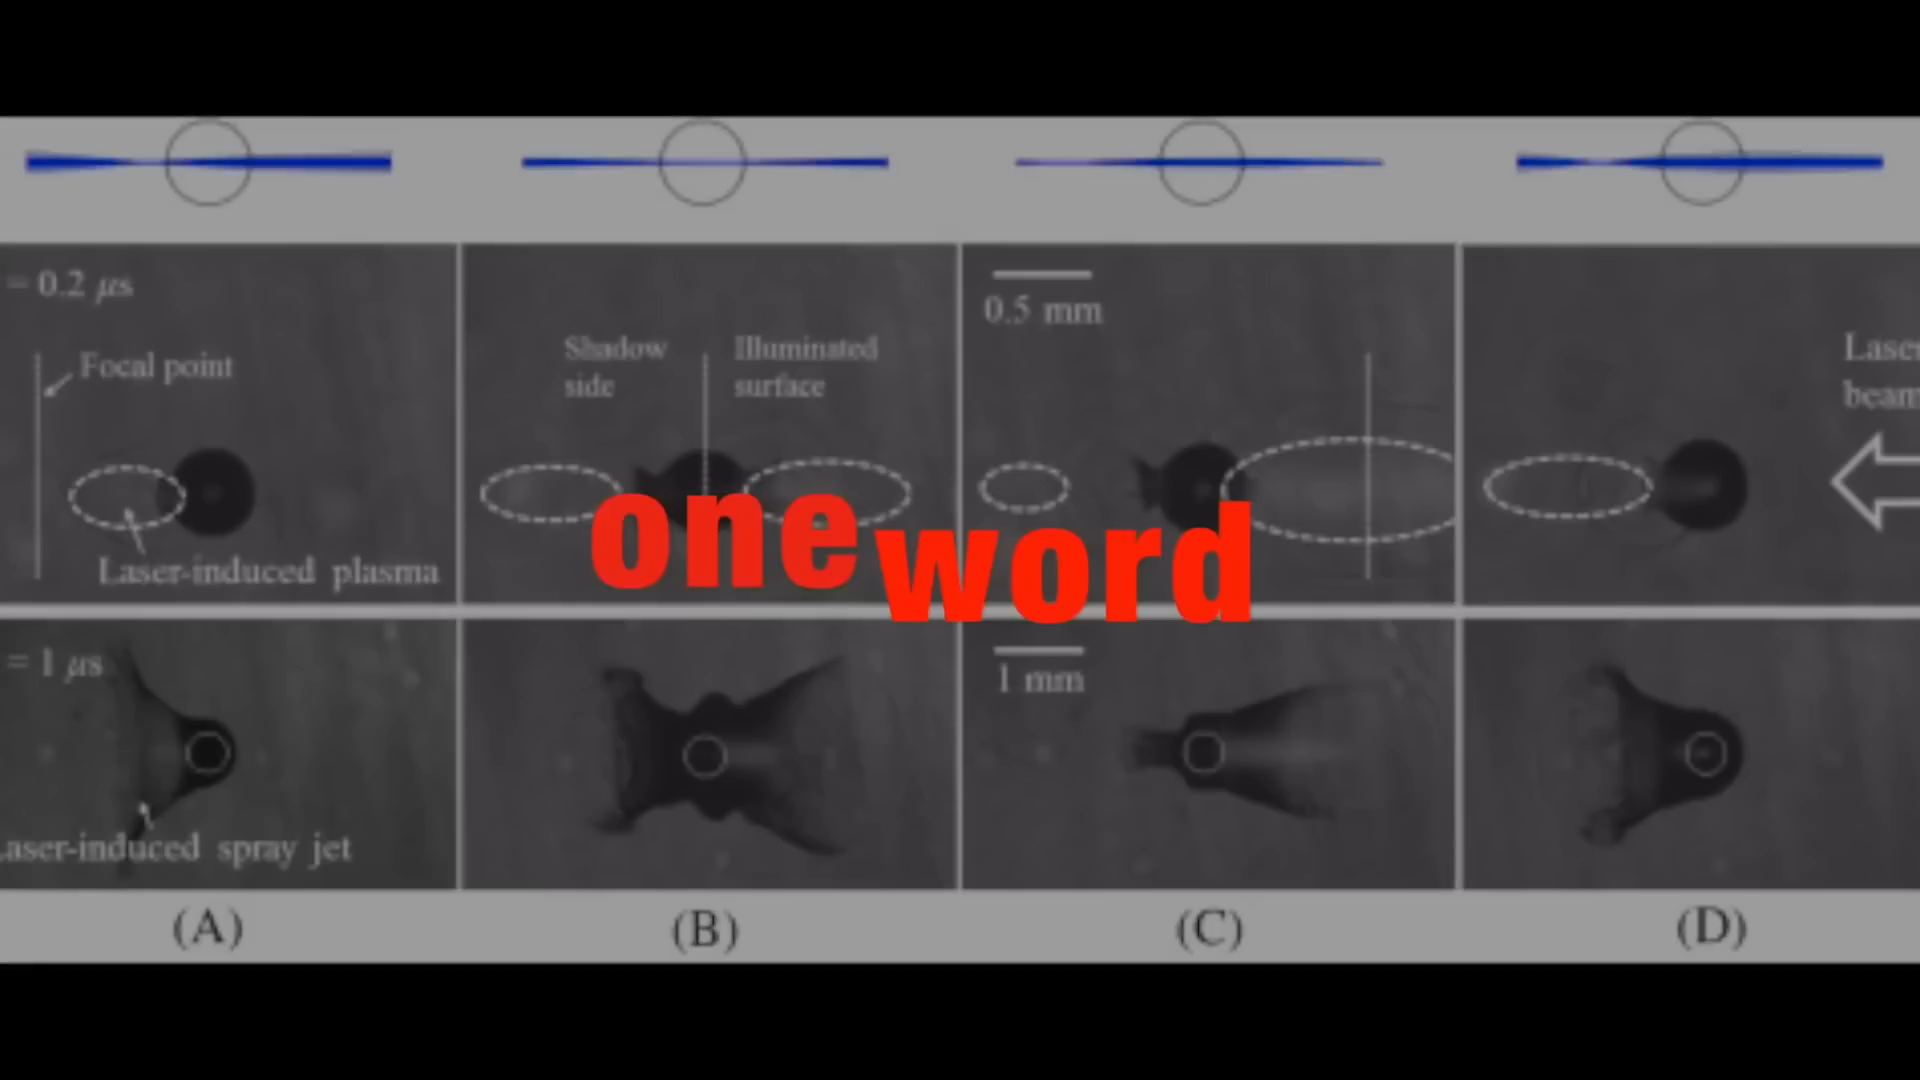 = 0.2 μs
Focal point
Laser-induced plasma
Shadow side
Illuminated surface
0.5 mm
Laser beam
one word
= 1 μs
Laser-induced spray jet
1 mm
(A) (B) (C) (D)